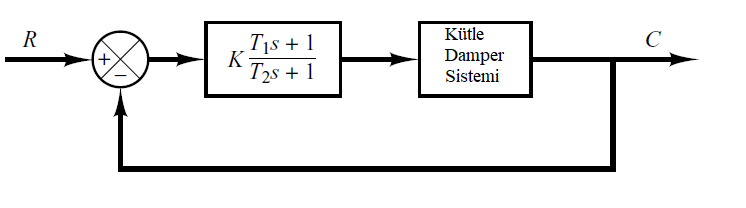 R
+
−
K T₁s + 1
T₂s + 1
Kütle
Damper
Sistemi
C